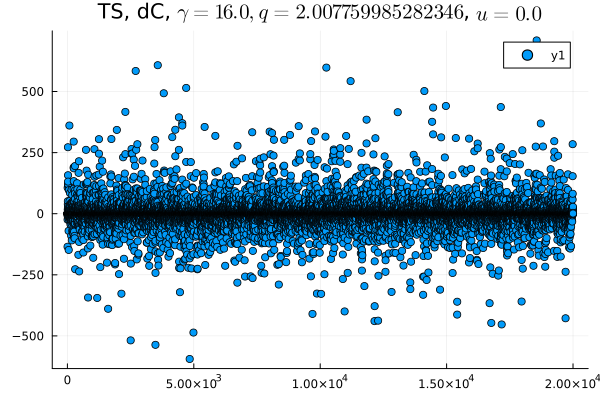 TS, dC, γ = 16.0, q = 2.007759985282346, u = 0.0
y1
500
250
0
−250
−500
0 5.00×10³ 1.00×10⁴ 1.50×10⁴ 2.00×10⁴